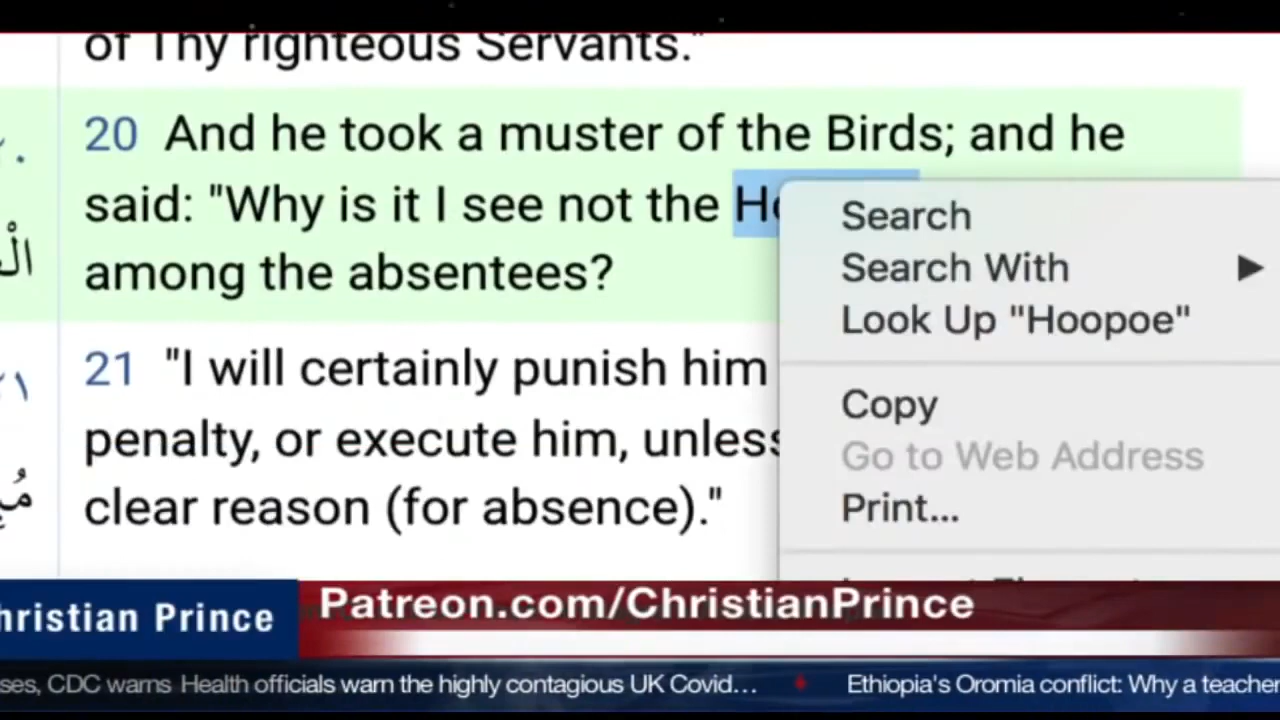 of Thy righteous Servants."
20 And he took a muster of the Birds; and he
said: "Why is it I see not the
among the absentees?
21 "I will certainly punish him
penalty, or execute him, unless
clear reason (for absence)."
Search
Search With
Look Up "Hoopoe"
Copy
Go to Web Address
Print...
hristian Prince
Patreon.com/ChristianPrince
ses, CDC warns Health officials warn the highly contagious UK Covid... Ethiopia's Oromia conflict: Why a teacher